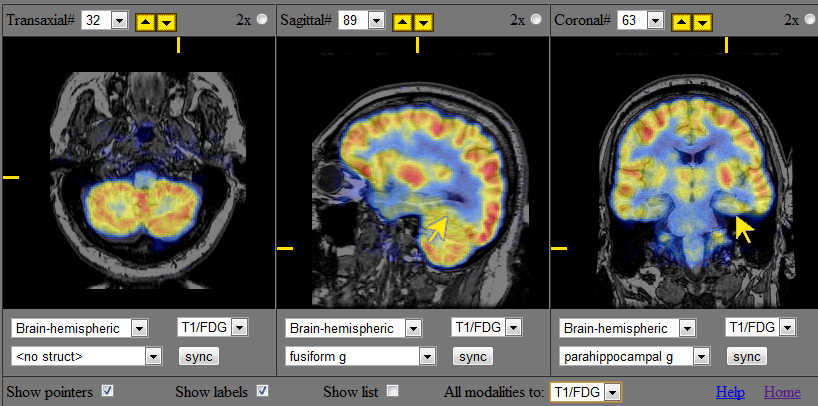 Transaxial# 32 2x Sagittal# 89 2x Coronal# 63 2x
Brain-hemispheric T1/FDG Brain-hemispheric T1/FDG Brain-hemispheric T1/FDG
<no struct> sync fusiform g sync parahippocampal g sync
Show pointers Show labels Show list All modalities to: T1/FDG Help Home